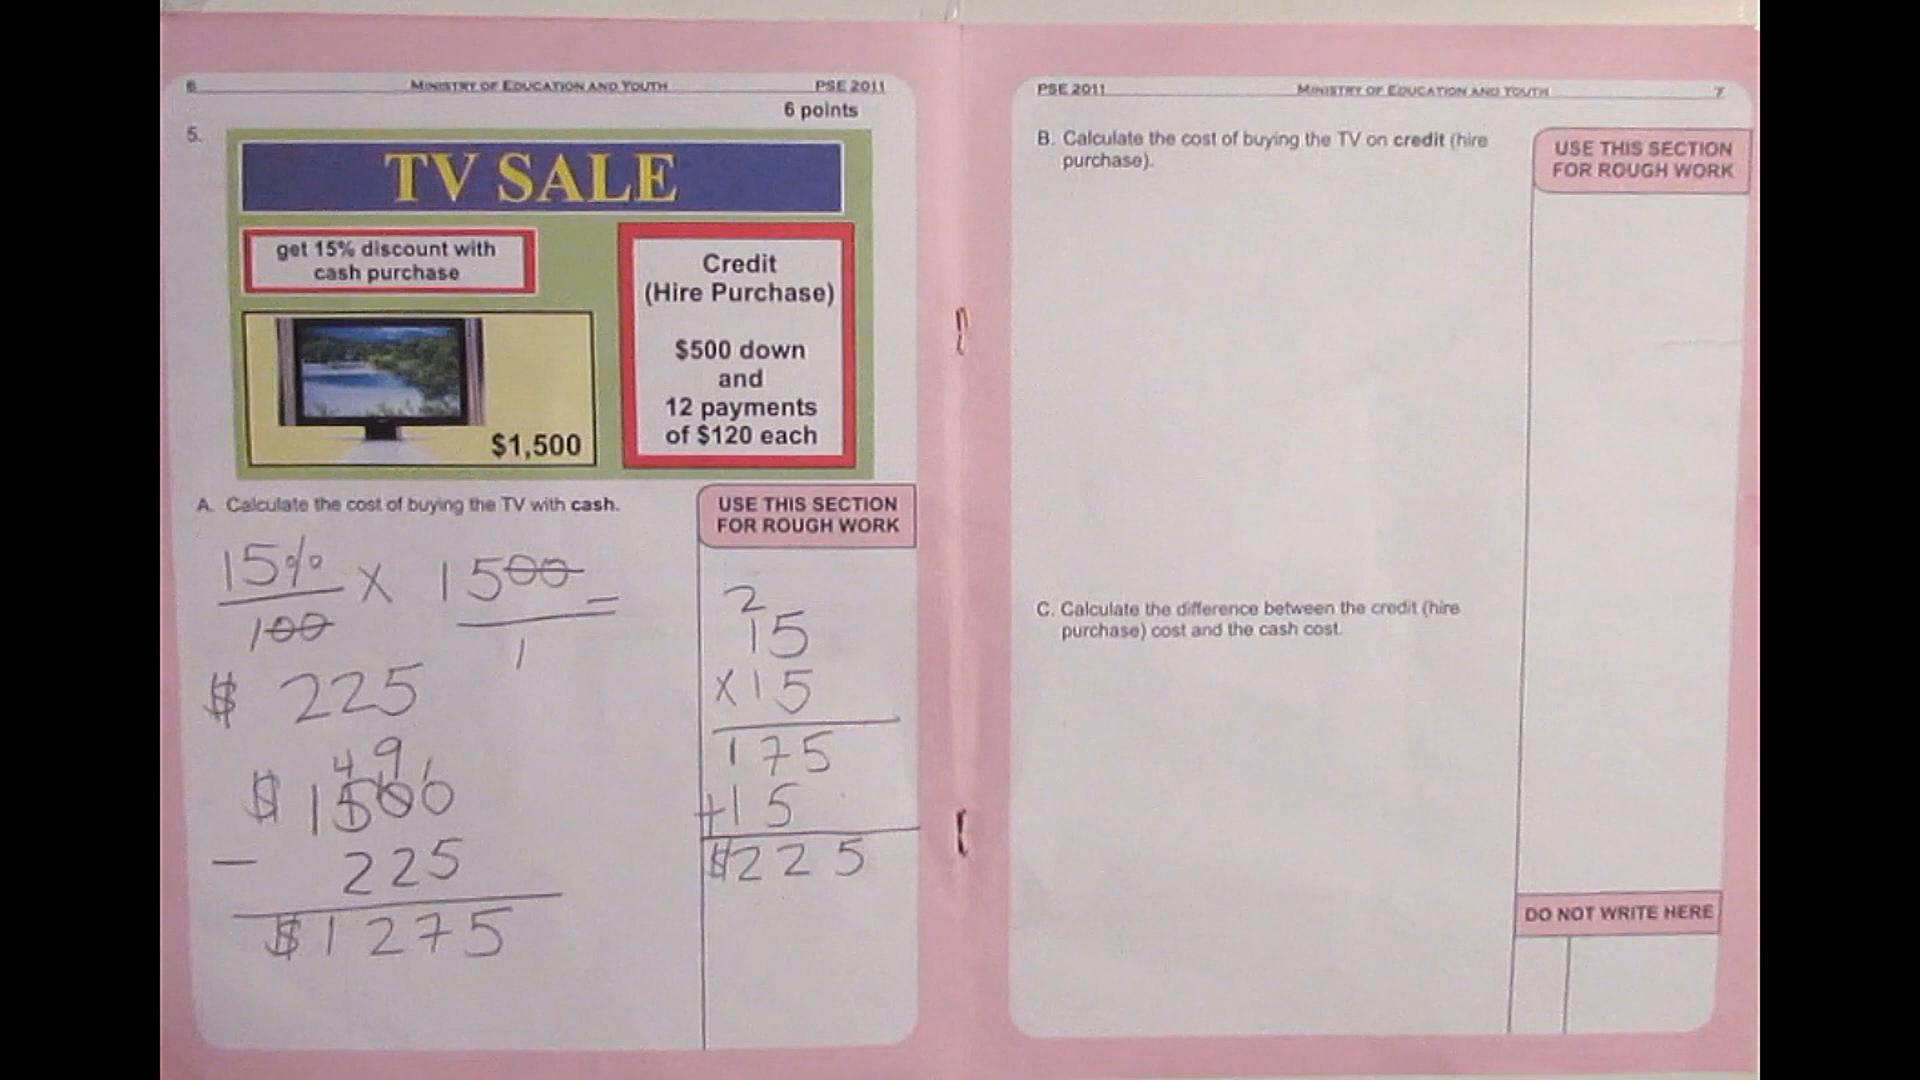 6 MINISTRY OF EDUCATION AND YOUTH PSE 2011
6 points
5.
TV SALE
get 15% discount with
cash purchase
$1,500
Credit
(Hire Purchase)
$500 down
and
12 payments
of $120 each
A. Calculate the cost of buying the TV with cash.
15% x 1500 =
100 1
$ 225
4 9 1
$ 1500
- 225
$1275
USE THIS SECTION
FOR ROUGH WORK
2
15
x15
175
+15
$225
PSE 2011 MINISTRY OF EDUCATION AND YOUTH 7
B. Calculate the cost of buying the TV on credit (hire
purchase).
USE THIS SECTION
FOR ROUGH WORK
C. Calculate the difference between the credit (hire
purchase) cost and the cash cost.
DO NOT WRITE HERE